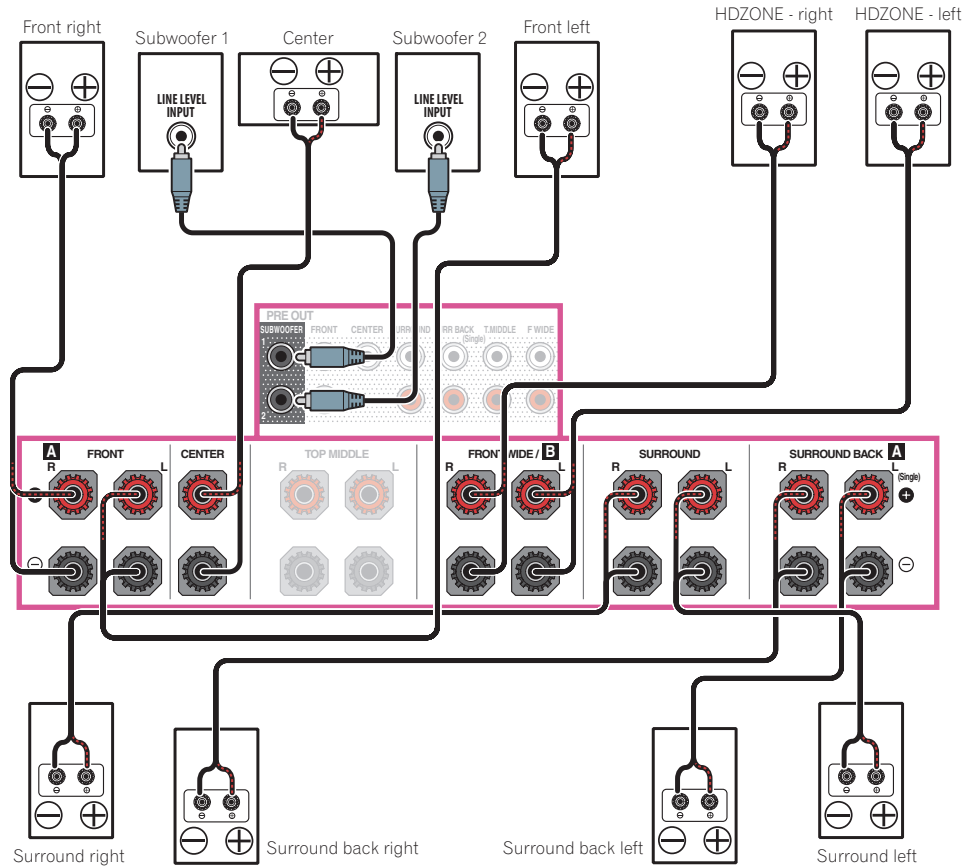 Front right
Subwoofer 1
Center
Subwoofer 2
Front left
HDZONE - right
HDZONE - left
LINE LEVEL
INPUT
LINE LEVEL
INPUT
PRE OUT
SUBWOOFER
FRONT
CENTER
T.MIDDLE
F WIDE
(Single)
1
2
A
FRONT
R
L
CENTER
TOP MIDDLE
R
L
FRONT WIDE / B
R
L
SURROUND
R
L
SURROUND BACK A
R
L
(Single)
Surround right
Surround back right
Surround back left
Surround left